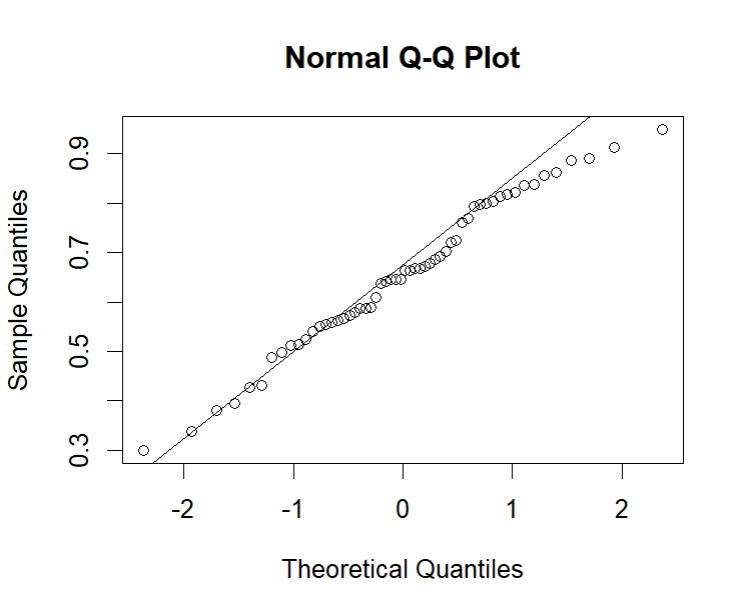 Normal Q-Q Plot
0.9
0.7
0.5
0.3
Sample Quantiles
-2 -1 0 1 2
Theoretical Quantiles